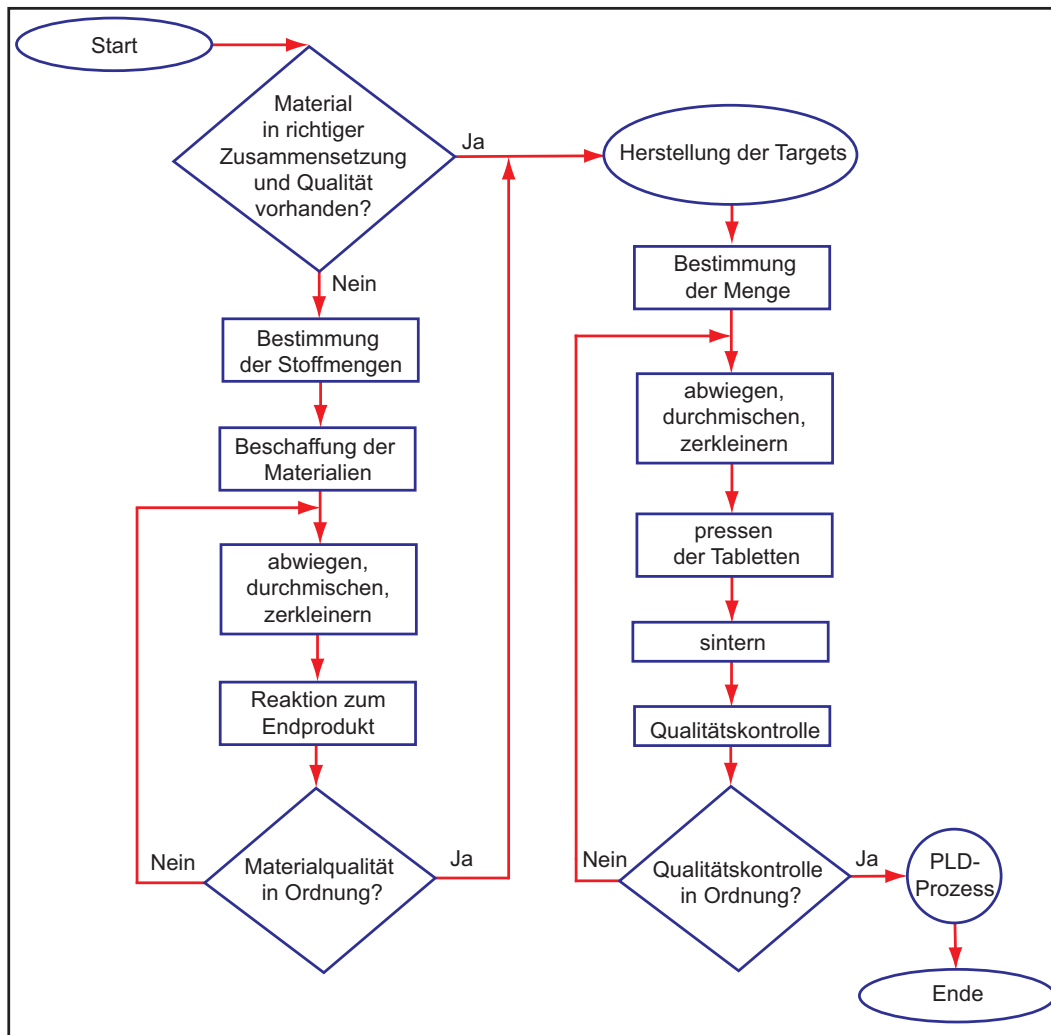 Start
Material
in richtiger
Zusammensetzung
und Qualität
vorhanden?
Ja
Nein
Bestimmung
der Stoffmengen
Beschaffung der
Materialien
abwiegen,
durchmischen,
zerkleinern
Reaktion zum
Endprodukt
Materialqualität
in Ordnung?
Nein
Ja
Herstellung der Targets
Bestimmung
der Menge
abwiegen,
durchmischen,
zerkleinern
pressen
der Tabletten
sintern
Qualitätskontrolle
Qualitätskontrolle
in Ordnung?
Nein
Ja
PLD-
Prozess
Ende